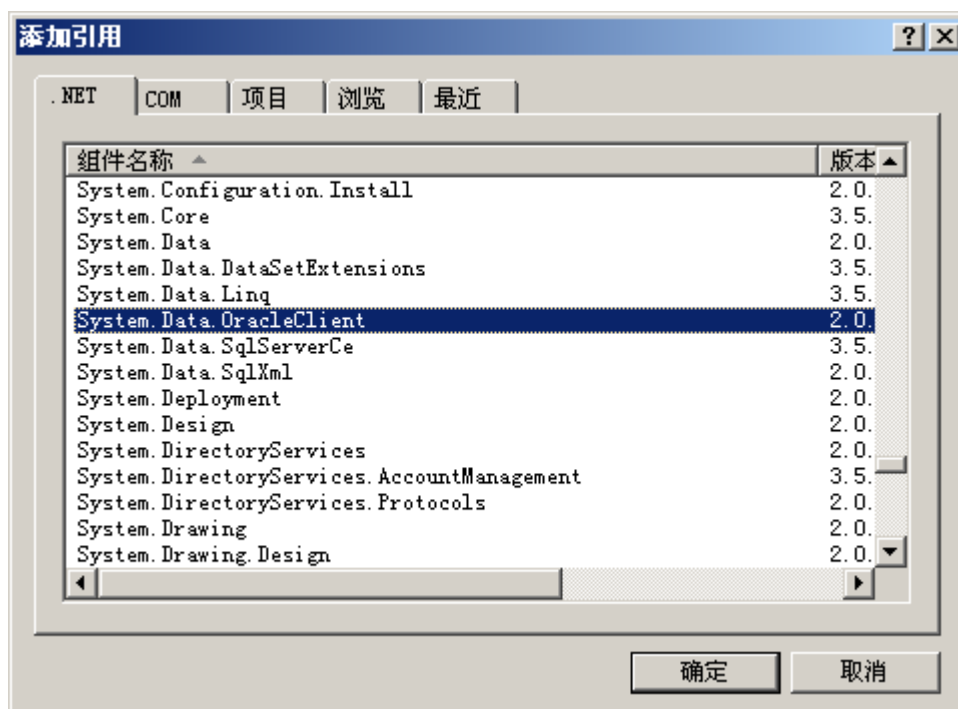 添加引用
.NET COM 项目 浏览 最近
组件名称 版本
System.Configuration.Install 2.0.
System.Core 3.5.
System.Data 2.0.
System.Data.DataSetExtensions 3.5.
System.Data.Linq 3.5.
System.Data.OracleClient 2.0.
System.Data.SqlServerCe 3.5.
System.Data.SqlXml 2.0.
System.Deployment 2.0.
System.Design 2.0.
System.DirectoryServices 2.0.
System.DirectoryServices.AccountManagement 3.5.
System.DirectoryServices.Protocols 2.0.
System.Drawing 2.0.
System.Drawing.Design 2.0.
确定 取消